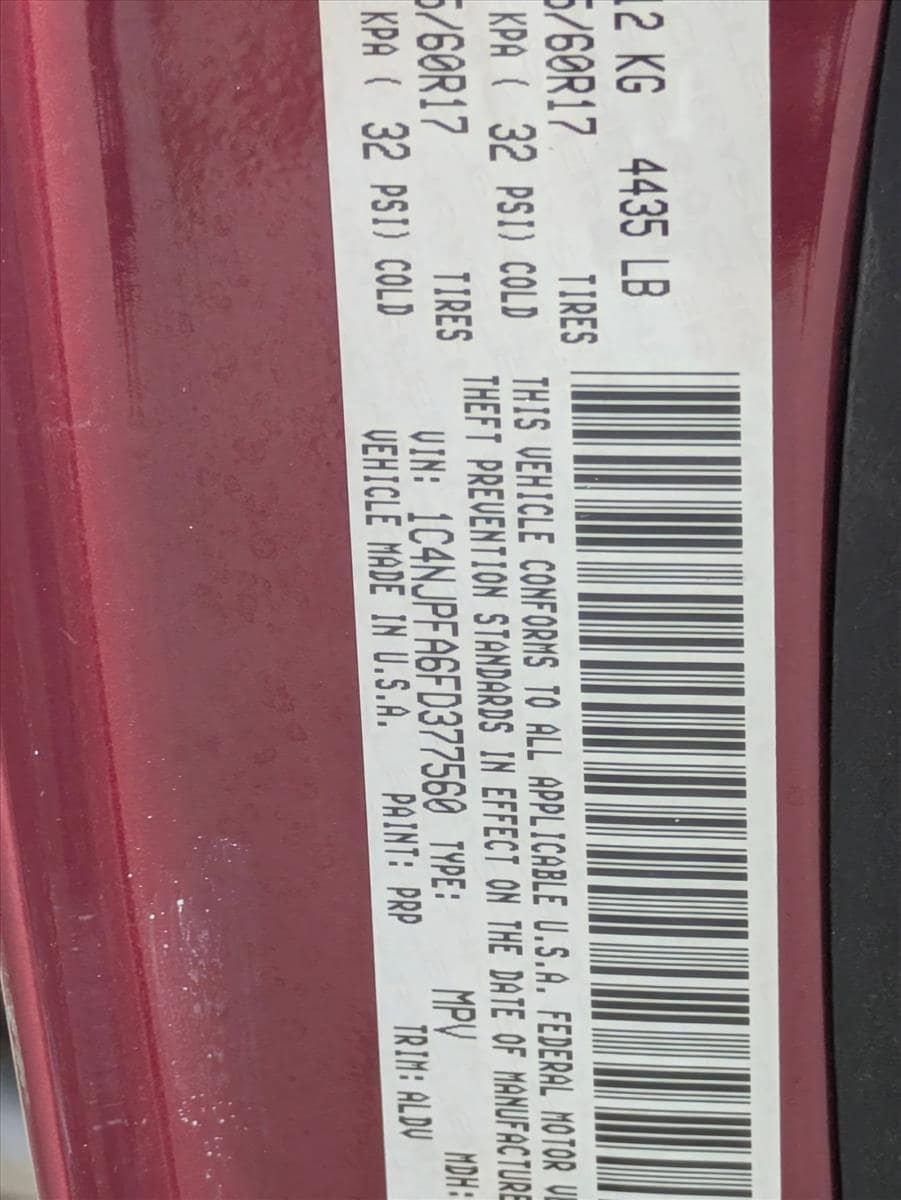 12 KG 4435 LB
5/60R17 TIRES
KPA ( 32 PSI) COLD
5/60R17 TIRES
KPA ( 32 PSI) COLD
THIS VEHICLE CONFORMS TO ALL APPLICABLE U.S.A. FEDERAL MOTOR
THEFT PREVENTION STANDARDS IN EFFECT ON THE DATE OF MANUFACTURE
VIN: 1C4NJPFA6FD377560 TYPE: MPV MDH:
VEHICLE MADE IN U.S.A. PAINT: PRP TRIM: ALDV